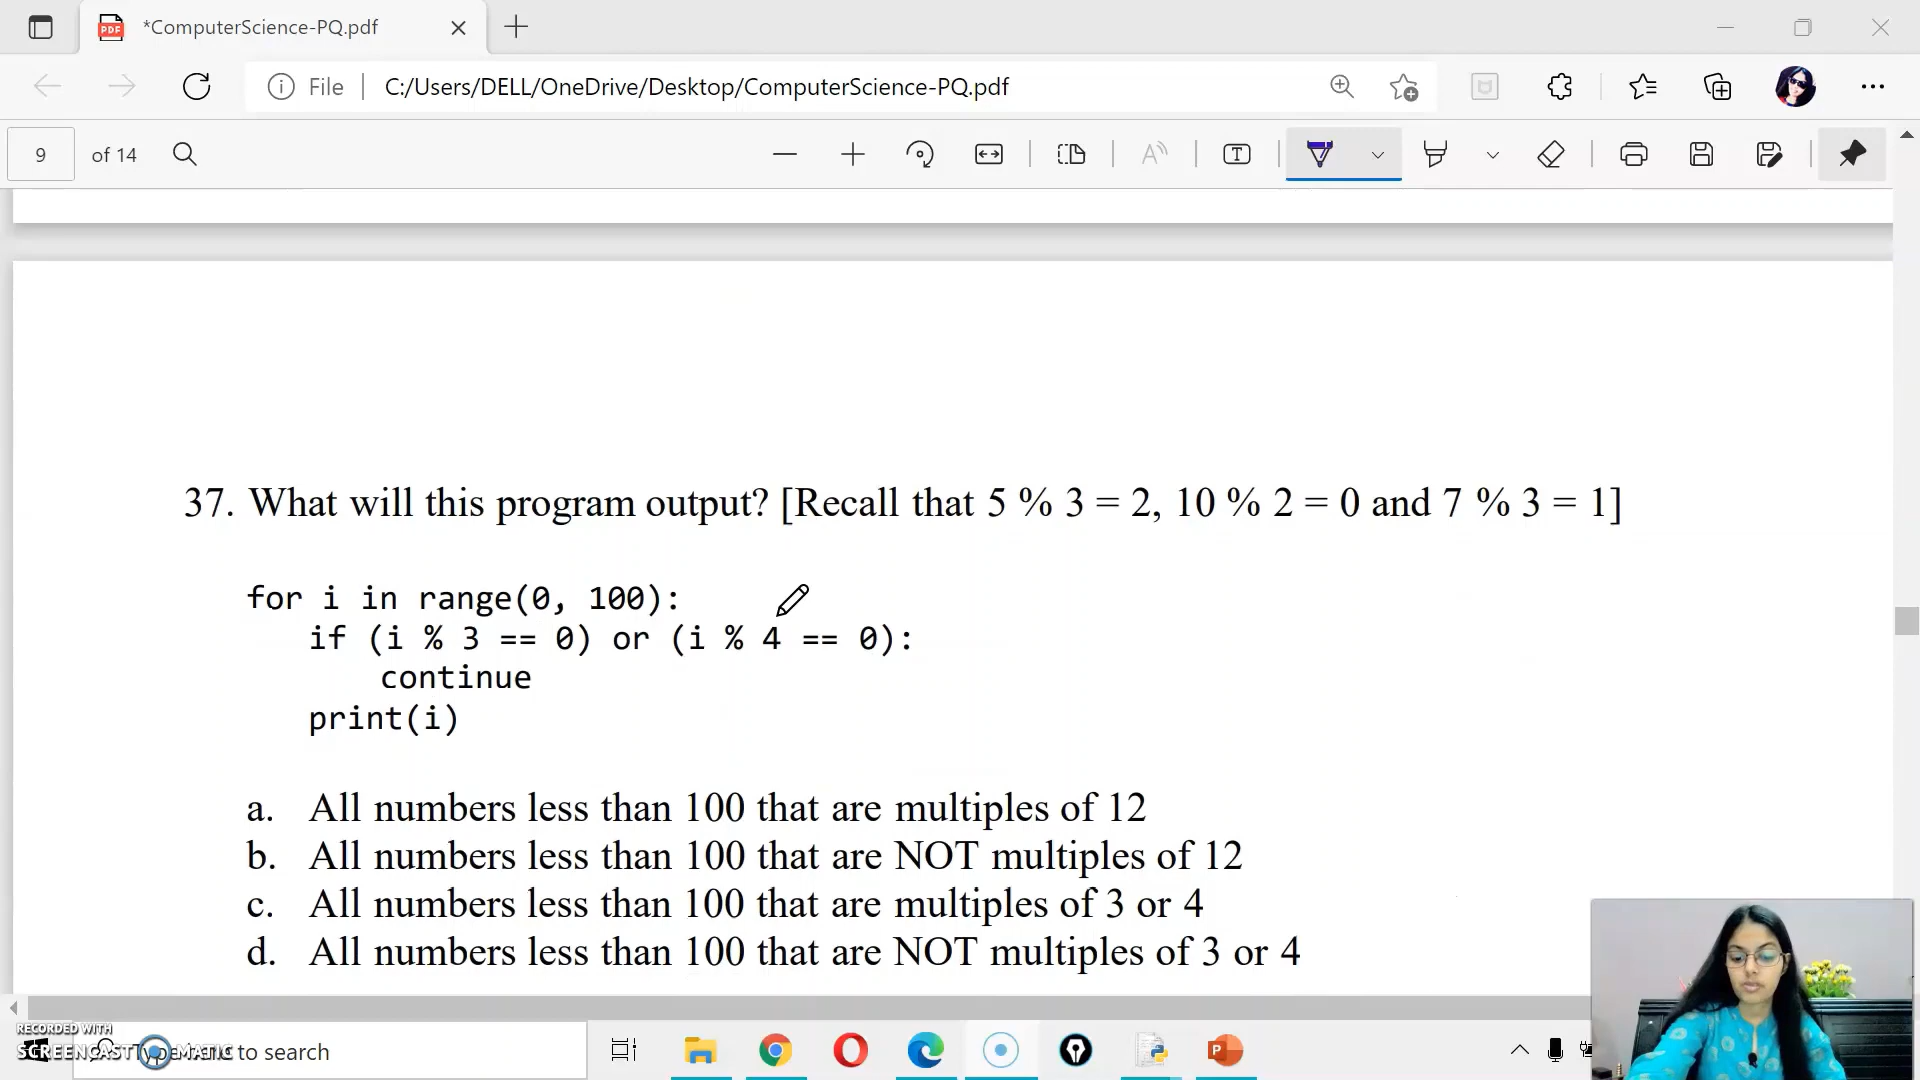 *ComputerScience-PQ.pdf
File
C:/Users/DELL/OneDrive/Desktop/ComputerScience-PQ.pdf
9 of 14
37. What will this program output? [Recall that 5 % 3 = 2, 10 % 2 = 0 and 7 % 3 = 1]
for i in range(0, 100):
if (i % 3 == 0) or (i % 4 == 0):
continue
print(i)
a. All numbers less than 100 that are multiples of 12
b. All numbers less than 100 that are NOT multiples of 12
c. All numbers less than 100 that are multiples of 3 or 4
d. All numbers less than 100 that are NOT multiples of 3 or 4
RECORDED WITH
SCREENCAST MATIC
to search